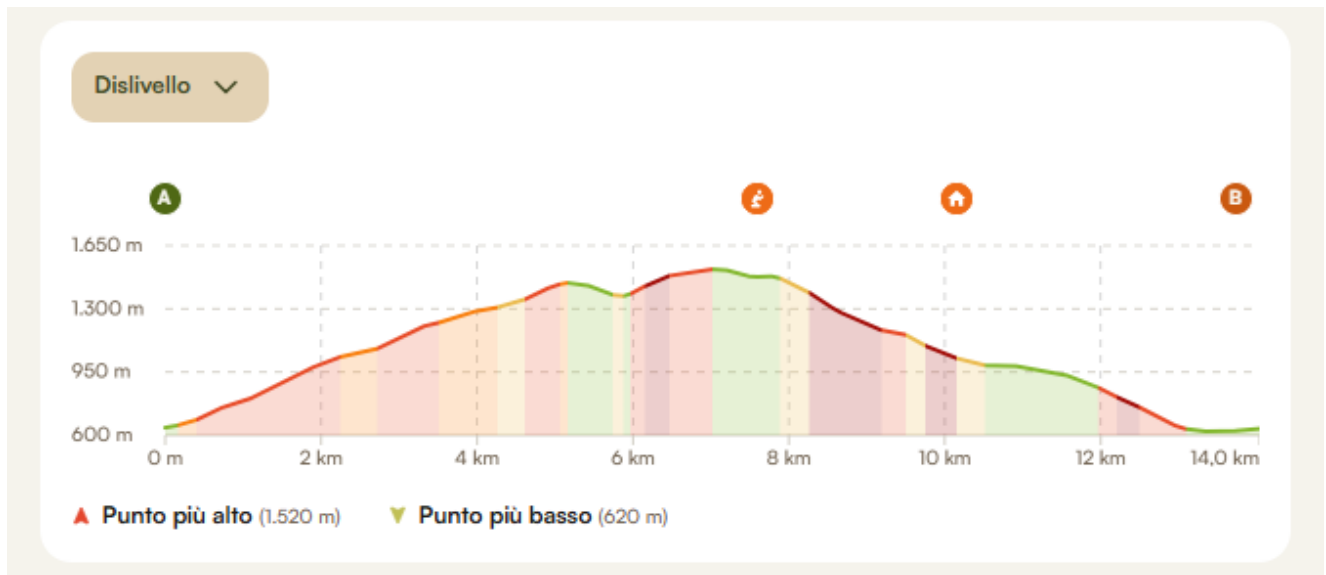 Dislivello
A B
1.650 m
1.300 m
950 m
600 m
0 m 2 km 4 km 6 km 8 km 10 km 12 km 14,0 km
Punto più alto (1.520 m) Punto più basso (620 m)